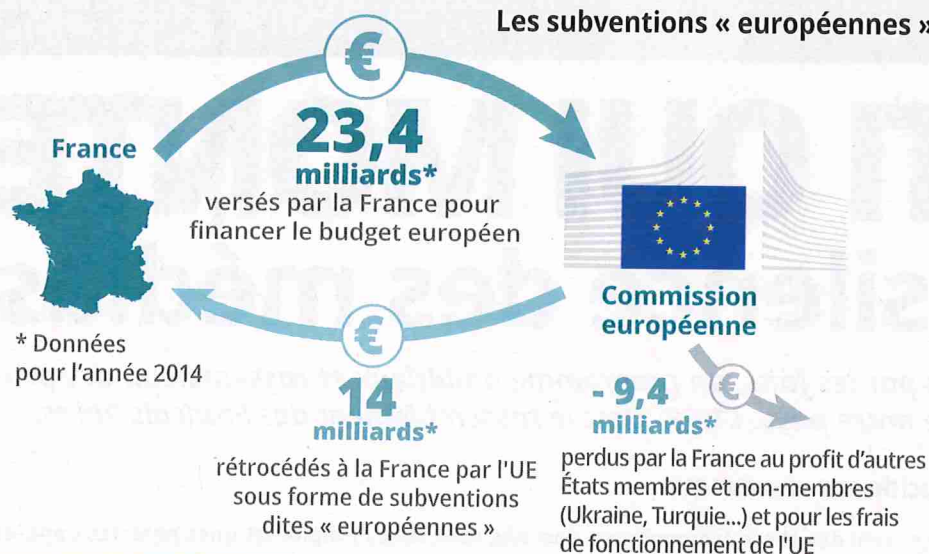 Les subventions « européennes »
€
23,4
milliards*
versés par la France pour
financer le budget européen
France
* Données
pour l'année 2014
Commission
européenne
€
14
milliards*
rétrocédés à la France par l'UE
sous forme de subventions
dites « européennes »
€
- 9,4
milliards*
perdus par la France au profit d'autres
États membres et non-membres
(Ukraine, Turquie...) et pour les frais
de fonctionnement de l'UE